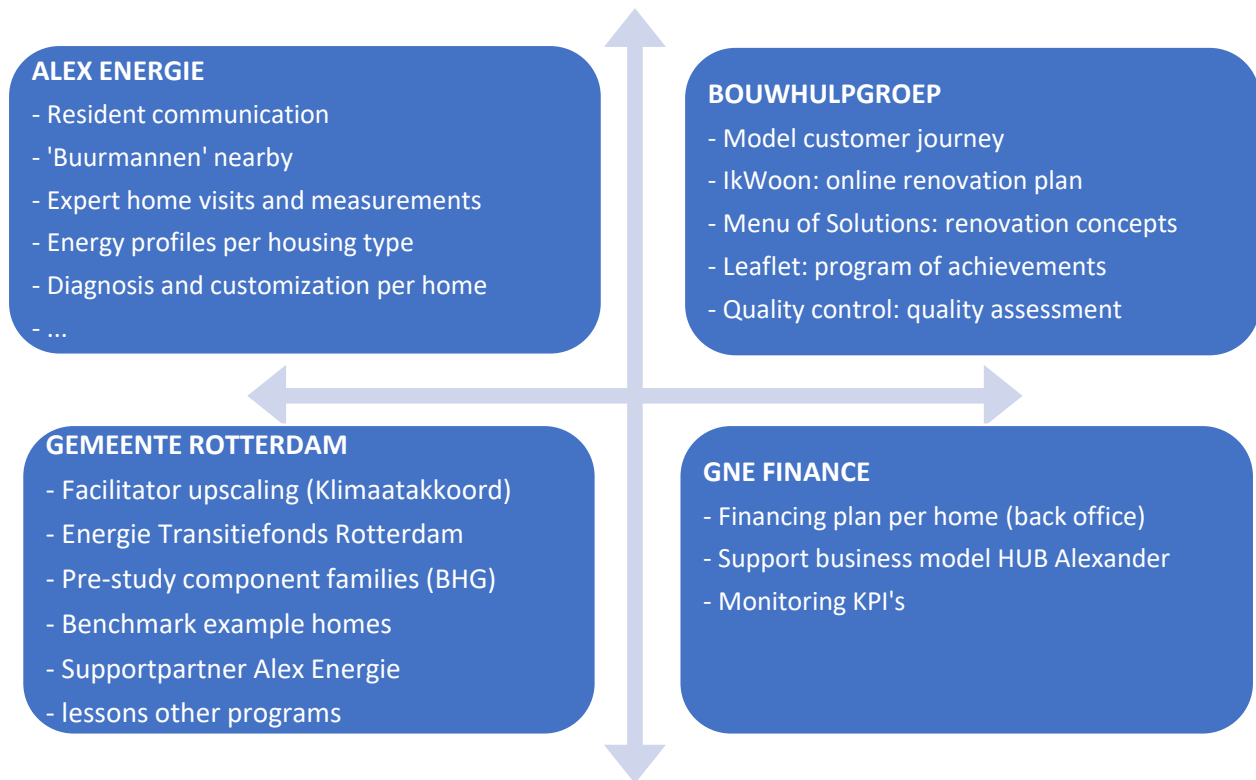 ALEX ENERGIE
- Resident communication
- 'Buurmannen' nearby
- Expert home visits and measurements
- Energy profiles per housing type
- Diagnosis and customization per home
- ...
BOUWHULPGROEP
- Model customer journey
- IkWoon: online renovation plan
- Menu of Solutions: renovation concepts
- Leaflet: program of achievements
- Quality control: quality assessment
GEMEENTE ROTTERDAM
- Facilitator upscaling (Klimaatakkoord)
- Energie Transitiefonds Rotterdam
- Pre-study component families (BHG)
- Benchmark example homes
- Supportpartner Alex Energie
- lessons other programs
GNE FINANCE
- Financing plan per home (back office)
- Support business model HUB Alexander
- Monitoring KPI's